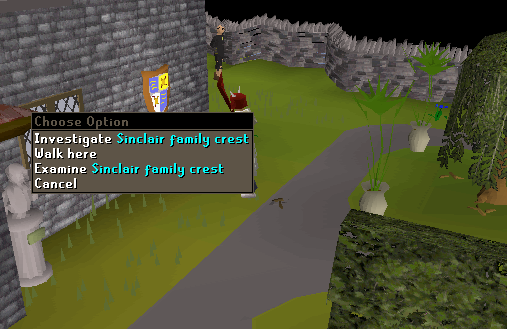 Choose Option
Investigate Sinclair family crest
Walk here
Examine Sinclair family crest
Cancel